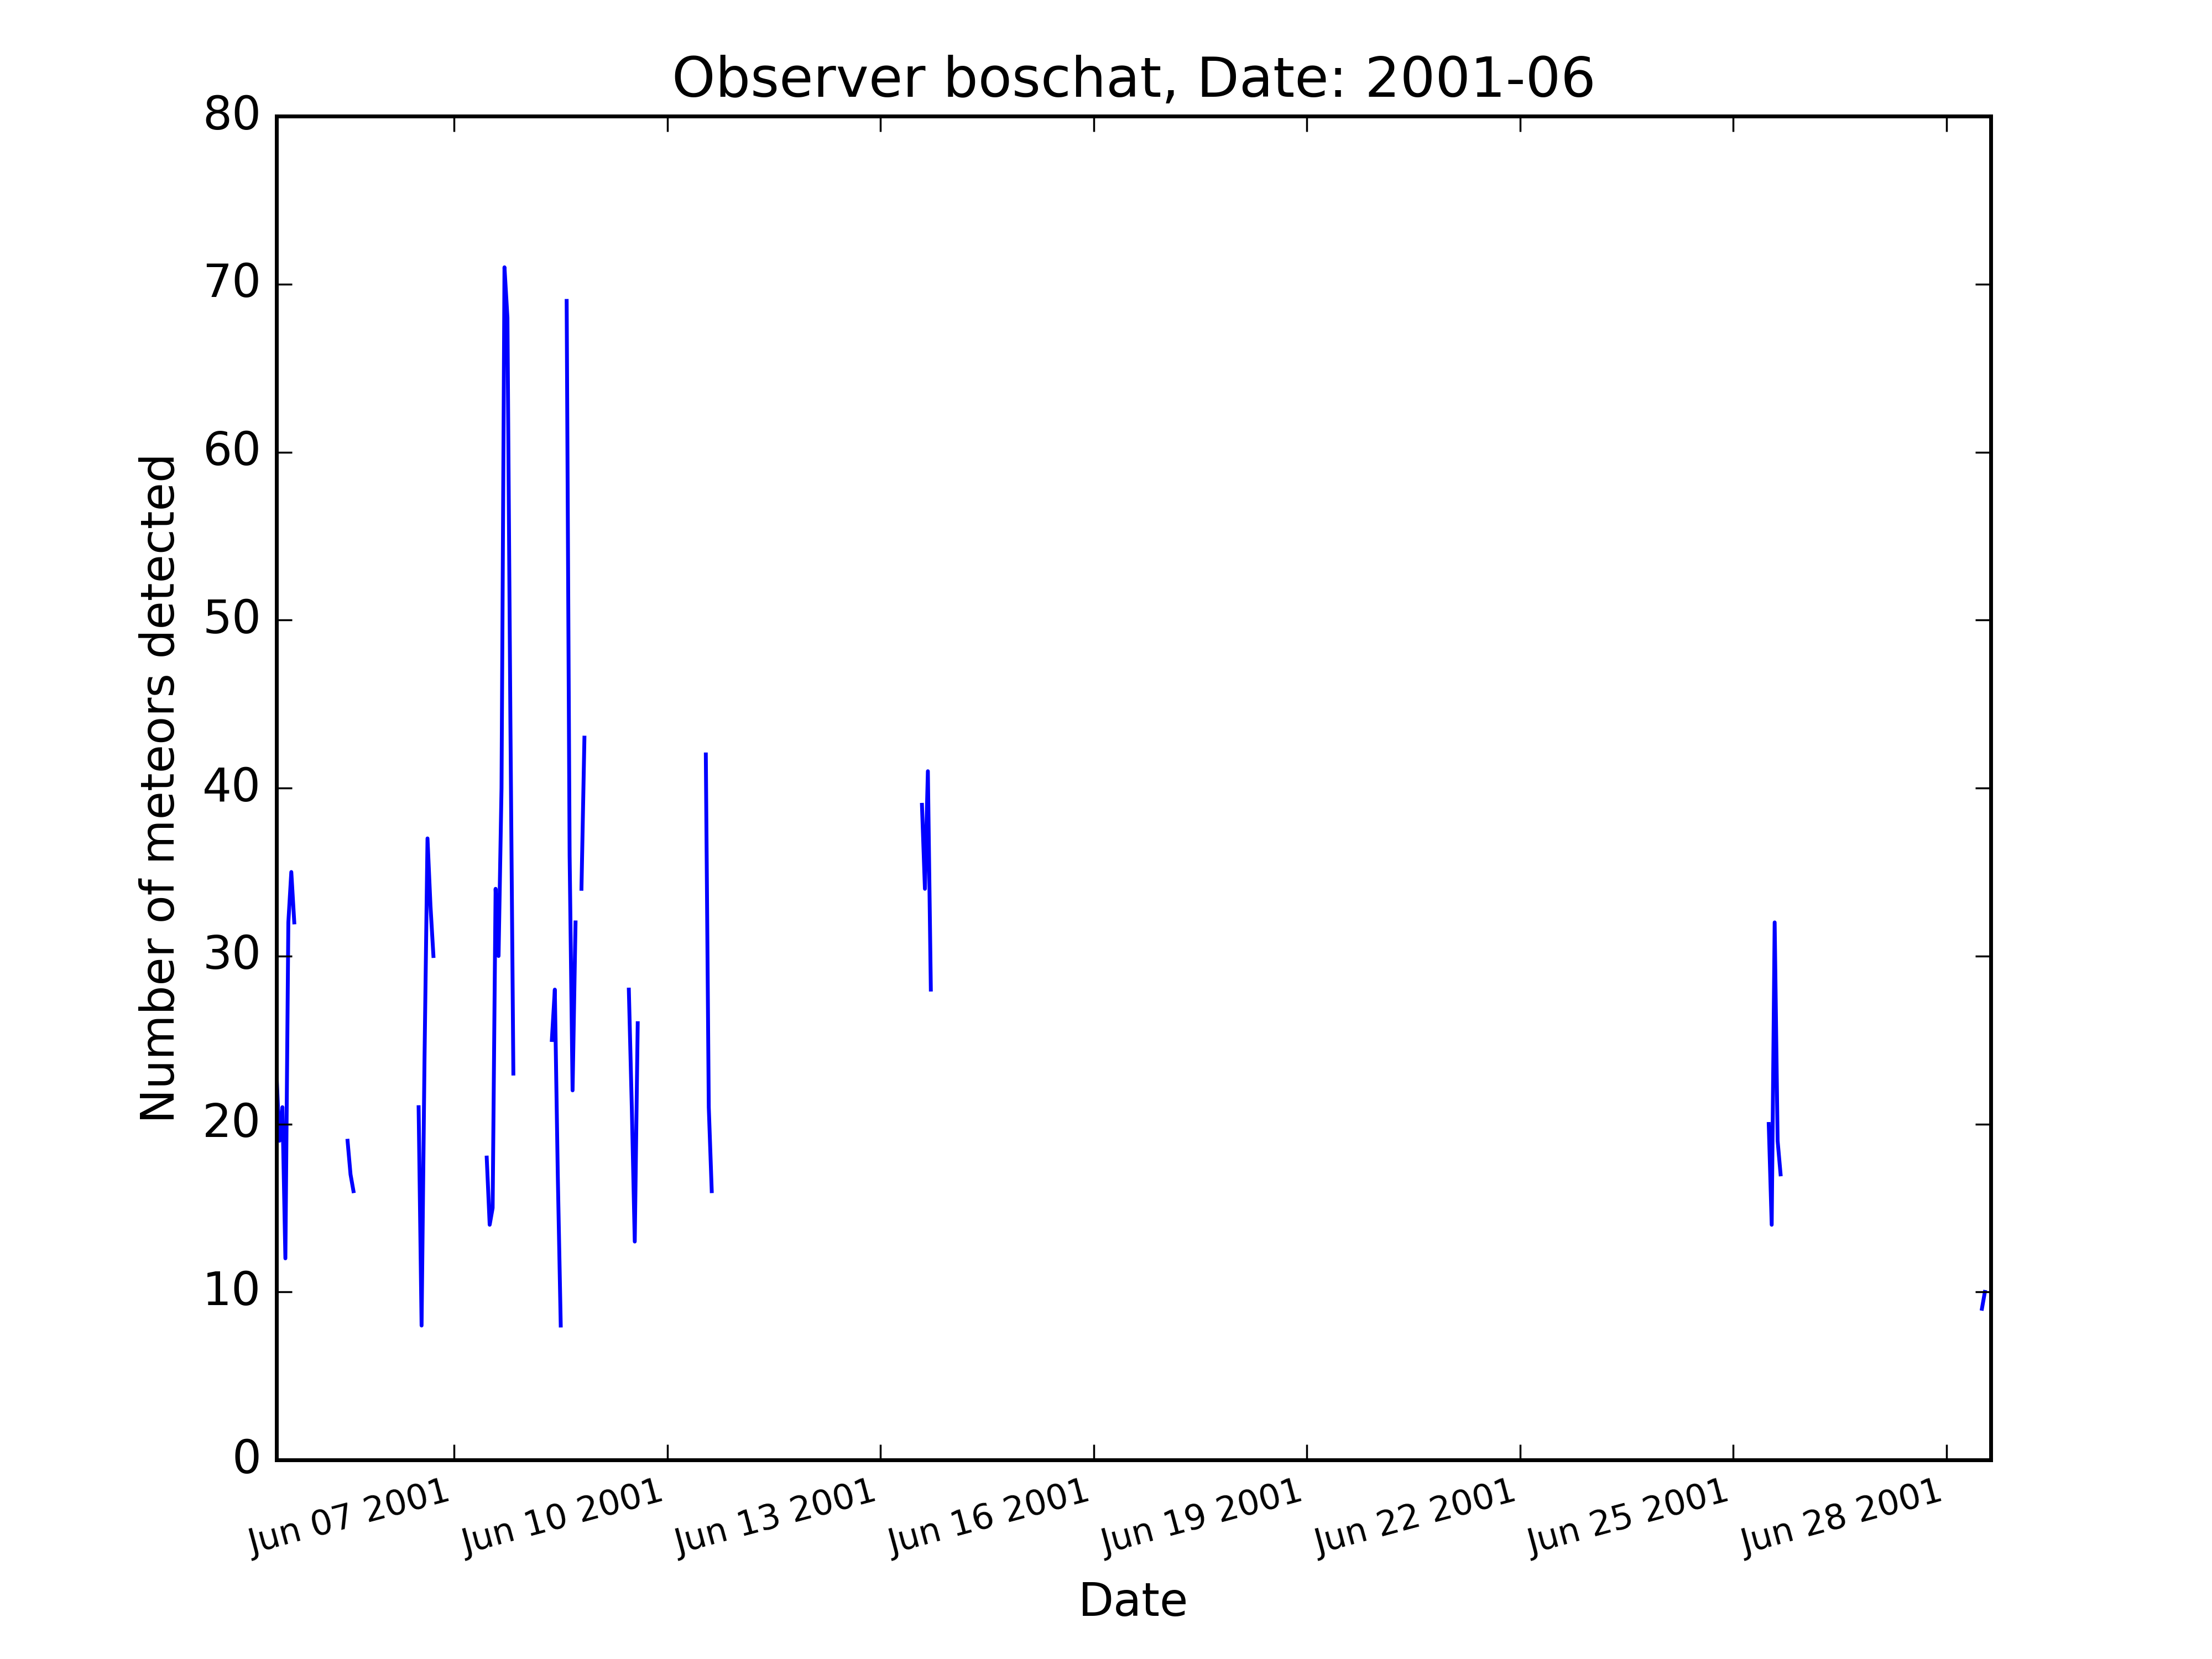 Observer boschat, Date: 2001-06
80
70
60
50
40
30
20
10
0
Number of meteors detected
Jun 07 2001
Jun 10 2001
Jun 13 2001
Jun 16 2001
Jun 19 2001
Jun 22 2001
Jun 25 2001
Jun 28 2001
Date